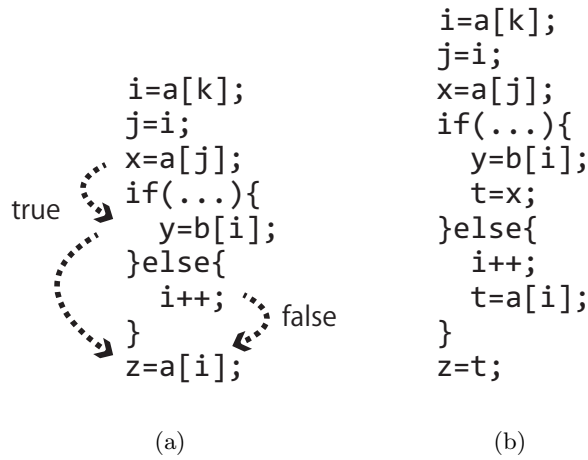 i=a[k];
j=i;
x=a[j];
if(...){
y=b[i];
}else{
i++;
}
z=a[i];
true
false
(a)
i=a[k];
j=i;
x=a[j];
if(...){
y=b[i];
t=x;
}else{
i++;
t=a[i];
}
z=t;
(b)